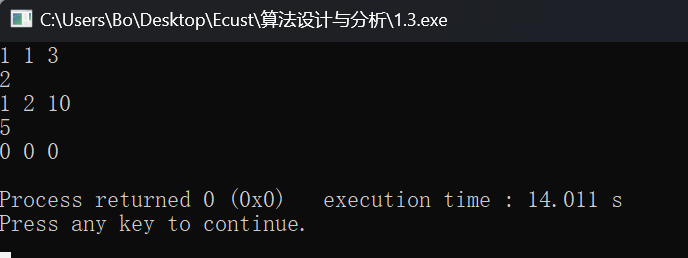 C:\Users\Bo\Desktop\Ecust\算法设计与分析\1.3.exe
1 1 3
2
1 2 10
5
0 0 0
Process returned 0 (0x0)   execution time : 14.011 s
Press any key to continue.